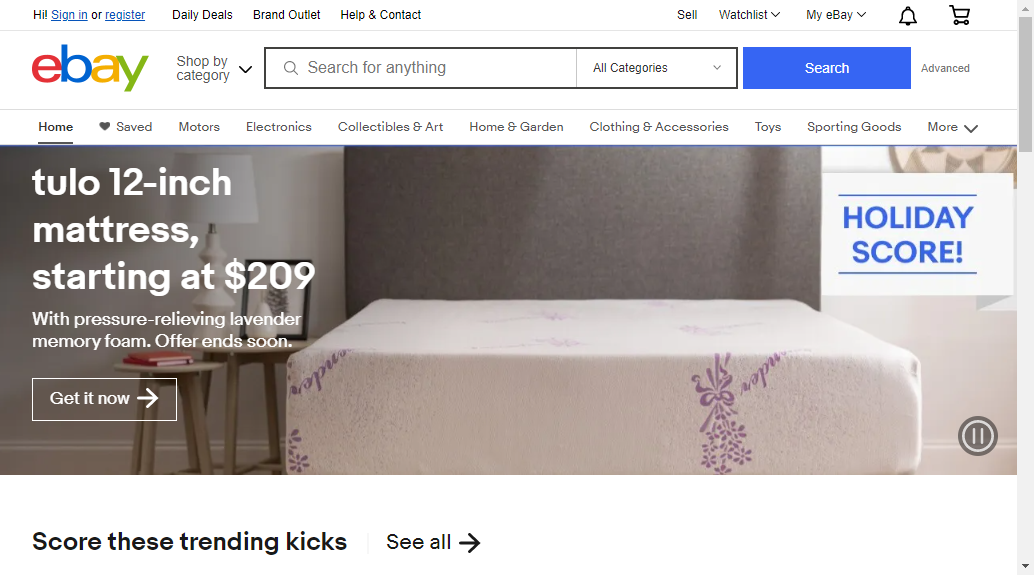 Hi! Sign in or register
Daily Deals
Brand Outlet
Help & Contact
Sell
Watchlist
My eBay
ebay
Shop by
category
Search for anything
All Categories
Search
Advanced
Home
Saved
Motors
Electronics
Collectibles & Art
Home & Garden
Clothing & Accessories
Toys
Sporting Goods
More
tulo 12-inch
mattress,
starting at $209
With pressure-relieving lavender
memory foam. Offer ends soon.
Get it now
HOLIDAY
SCORE!
Score these trending kicks
See all